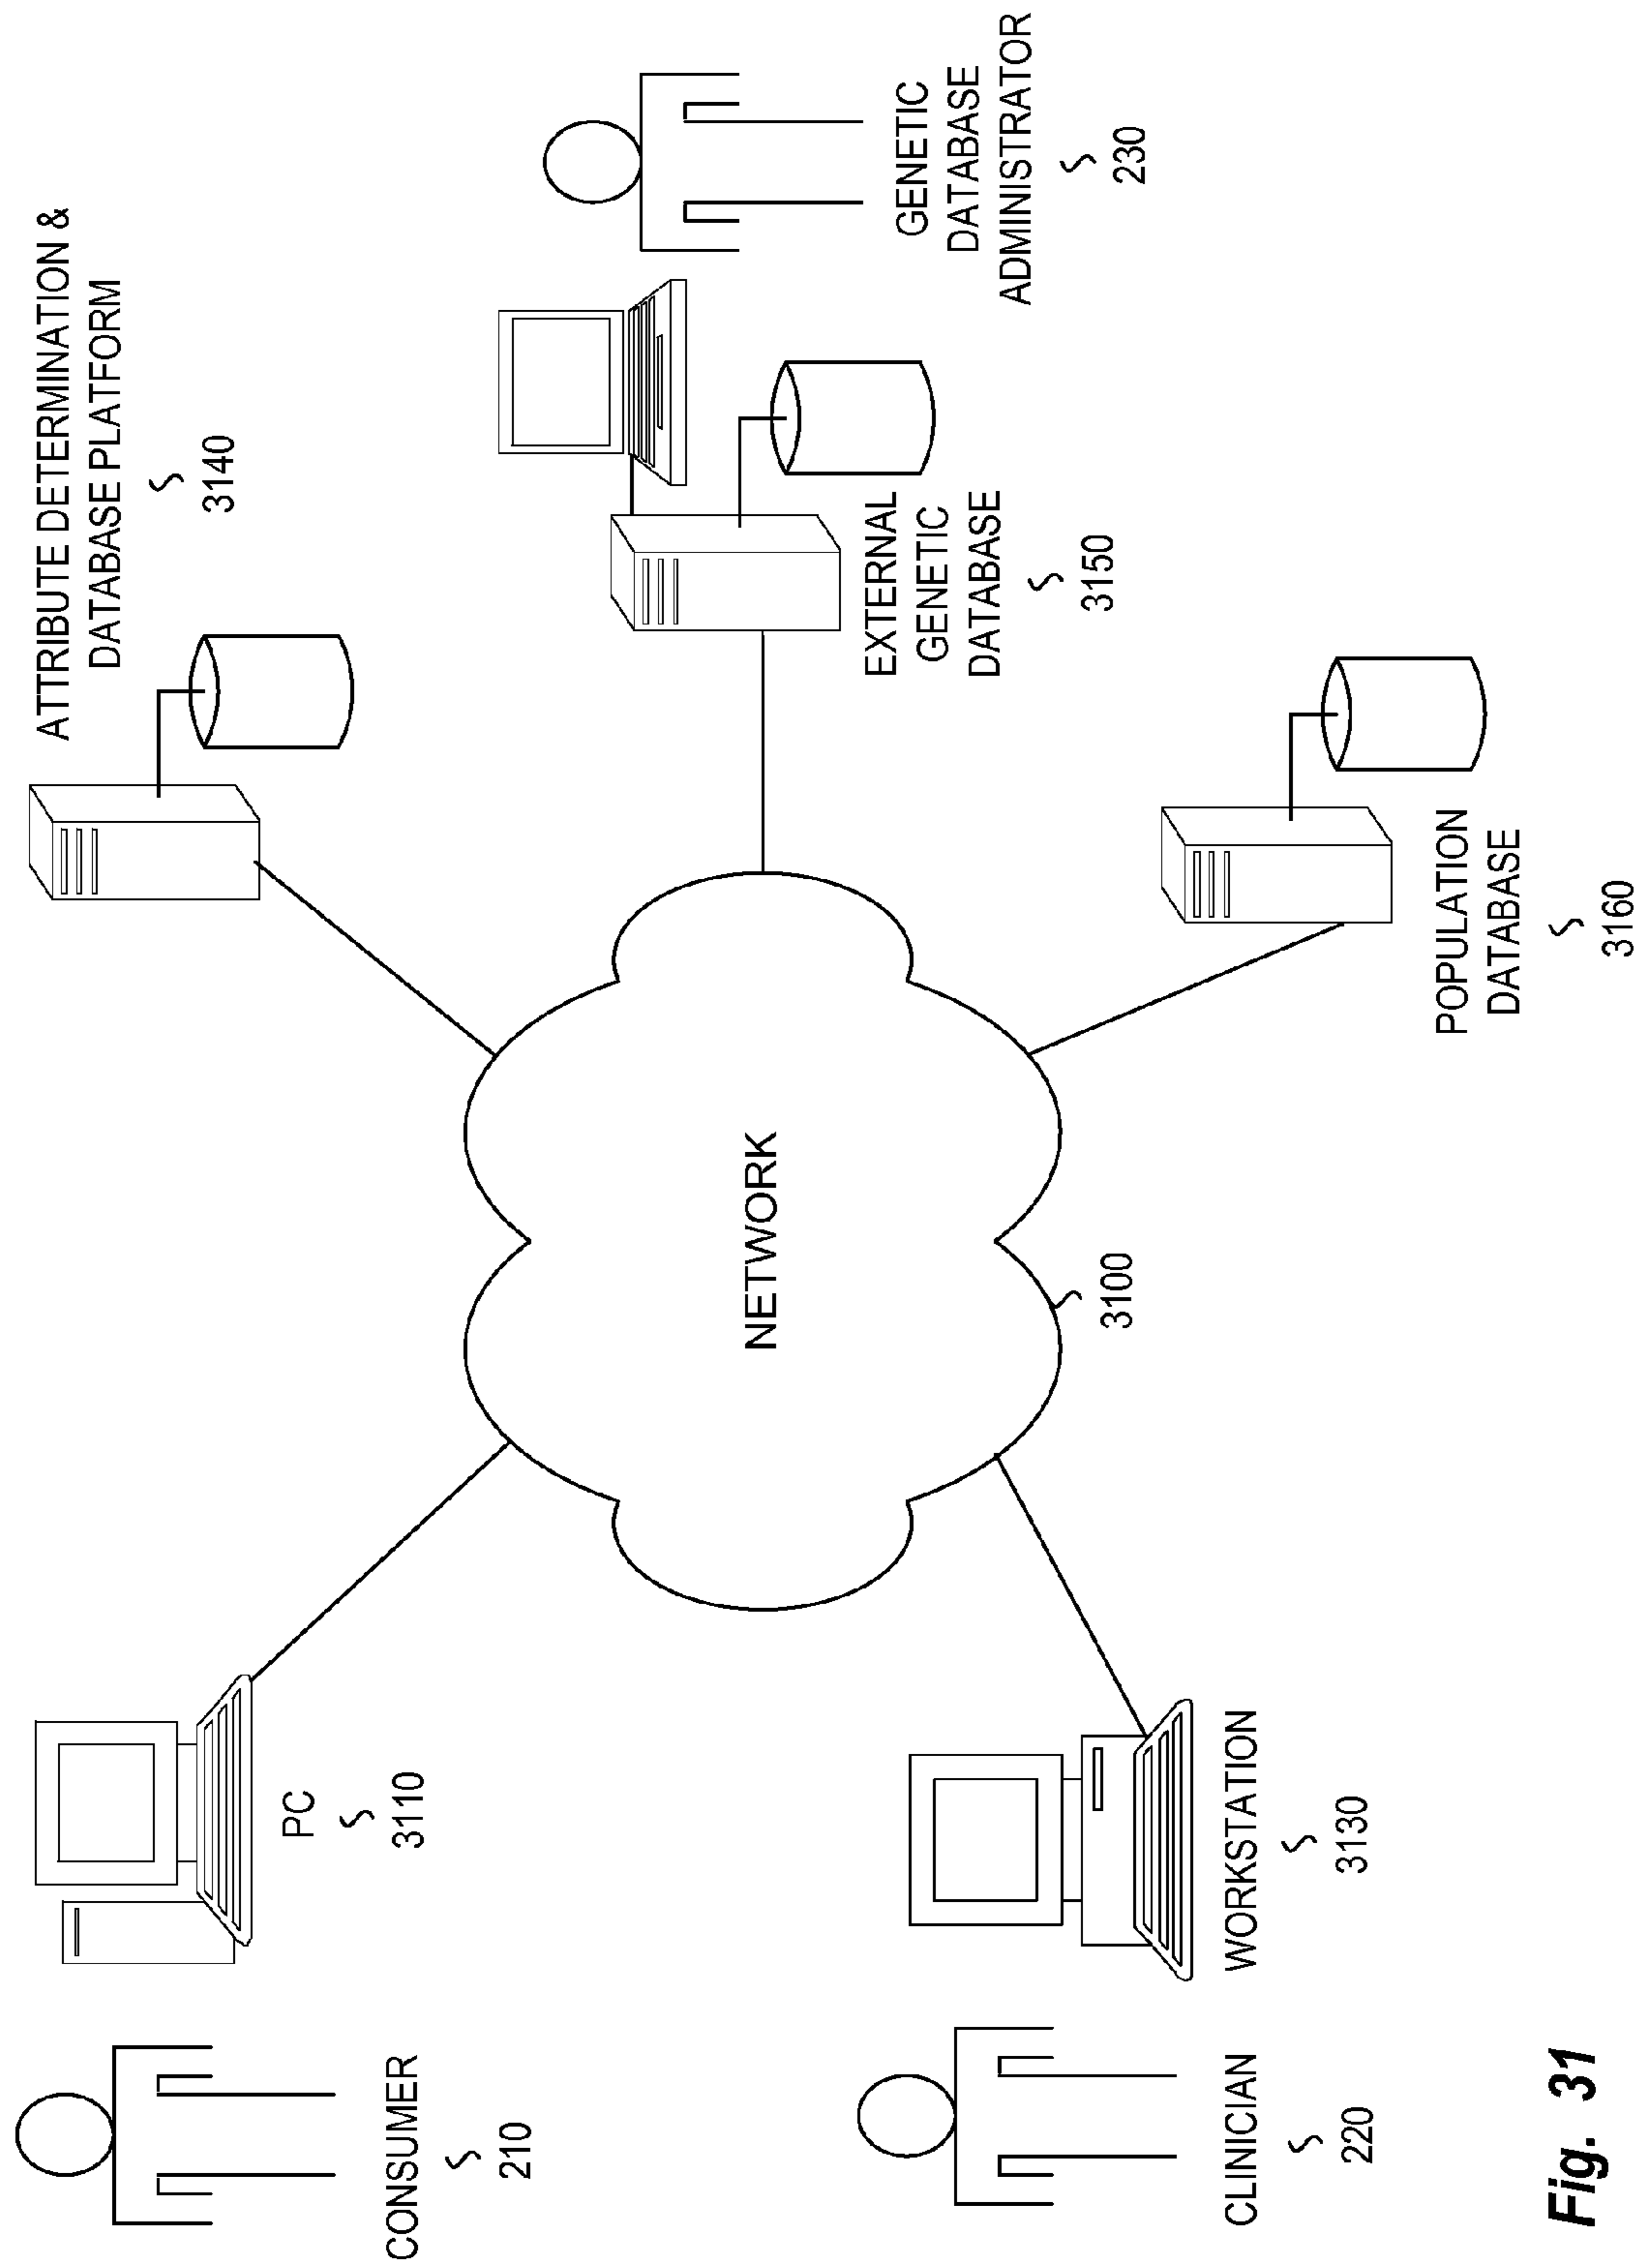 ATTRIBUTE DETERMINATION &
DATABASE PLATFORM
3140
CONSUMER
210
PC
3110
NETWORK
3100
EXTERNAL
GENETIC
DATABASE
3150
GENETIC
DATABASE
ADMINISTRATOR
230
CLINICIAN
220
WORKSTATION
3130
POPULATION
DATABASE
3160
Fig. 31